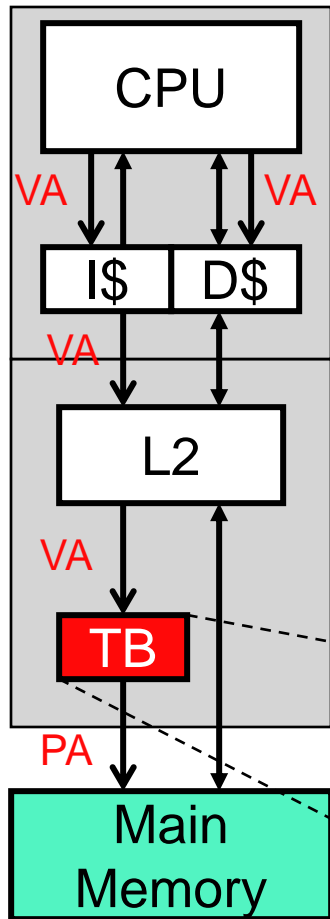 CPU
VA VA
I$ D$
VA
L2
VA
TB
PA
Main
Memory